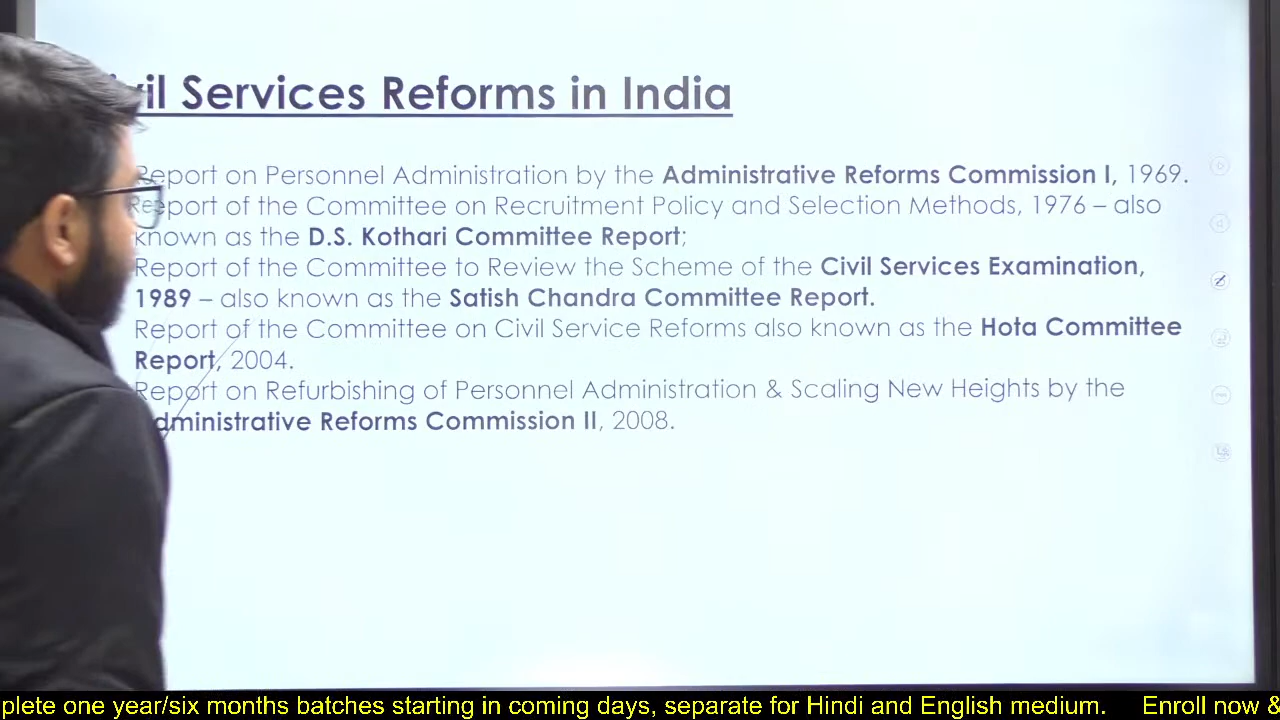 Civil Services Reforms in India
Report on Personnel Administration by the Administrative Reforms Commission I, 1969.
Report of the Committee on Recruitment Policy and Selection Methods, 1976 – also
known as the D.S. Kothari Committee Report;
Report of the Committee to Review the Scheme of the Civil Services Examination,
1989 – also known as the Satish Chandra Committee Report.
Report of the Committee on Civil Service Reforms also known as the Hota Committee
Report, 2004.
Report on Refurbishing of Personnel Administration & Scaling New Heights by the
Administrative Reforms Commission II, 2008.
plete one year/six months batches starting in coming days, separate for Hindi and English medium. Enroll now &